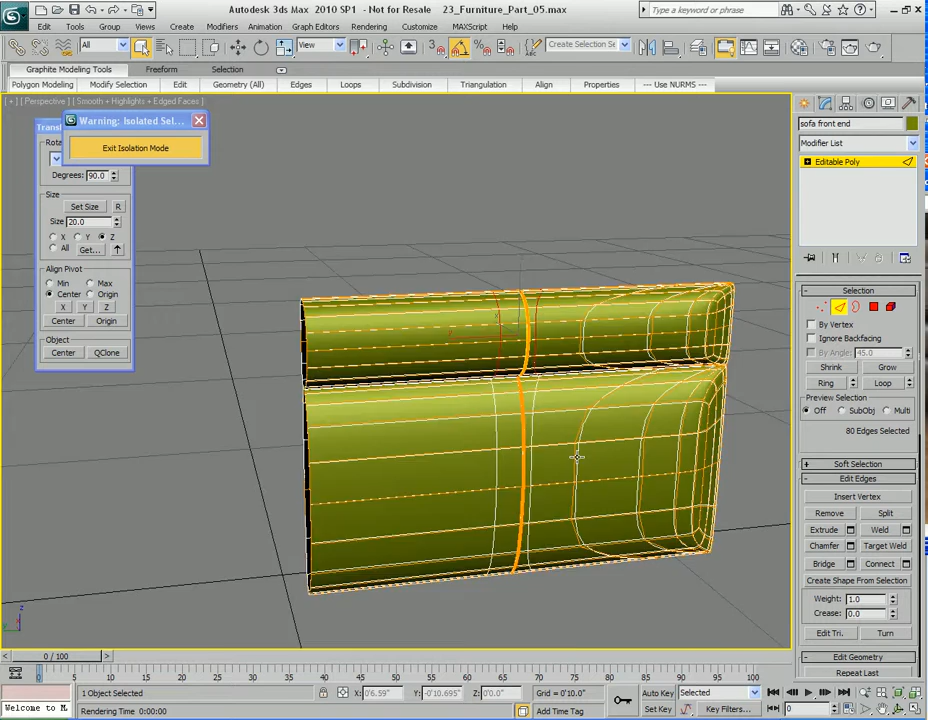 Autodesk 3ds Max 2010 SP1 - Not for Resale 23_Furniture_Part_05.max
Type a keyword or phrase
Edit Tools Group Views Create Modifiers Animation Graph Editors Rendering Customize MAXScript Help
All
View
Create Selection Se
Graphite Modeling Tools Freeform Selection
Polygon Modeling Modify Selection Edit Geometry (All) Edges Loops Subdivision Triangulation Align Properties --- Use NURMS ---
[ + ] [ Perspective ] [ Smooth + Highlights + Edged Faces ]
Warning: Isolated Sel...
Exit Isolation Mode
Degrees: 90.0
Size
Set Size R
Size 20.0
X Y Z
All Get...
Align Pivot
Min Max
Center Origin
X Y Z
Center Origin
Object
Center QClone
sofa front end
Modifier List
Editable Poly
Selection
By Vertex
Ignore Backfacing
By Angle: 45.0
Shrink Grow
Ring Loop
Preview Selection
Off SubObj Multi
80 Edges Selected
Soft Selection
Edit Edges
Insert Vertex
Remove Split
Extrude Weld
Chamfer Target Weld
Bridge Connect
Create Shape From Selection
Weight: 1.0
Crease: 0.0
Edit Tri. Turn
Edit Geometry
Repeat Last
0 / 100
0 5 10 15 20 25 30 35 40 45 50 55 60 65 70 75 80 85 90 95 100
1 Object Selected X: 0'6.59" Y: -0'10.695" Z: 0'0.0" Grid = 0'10.0" Auto Key Selected
Welcome to M Rendering Time 0:00:00 Add Time Tag Set Key Key Filters... 0